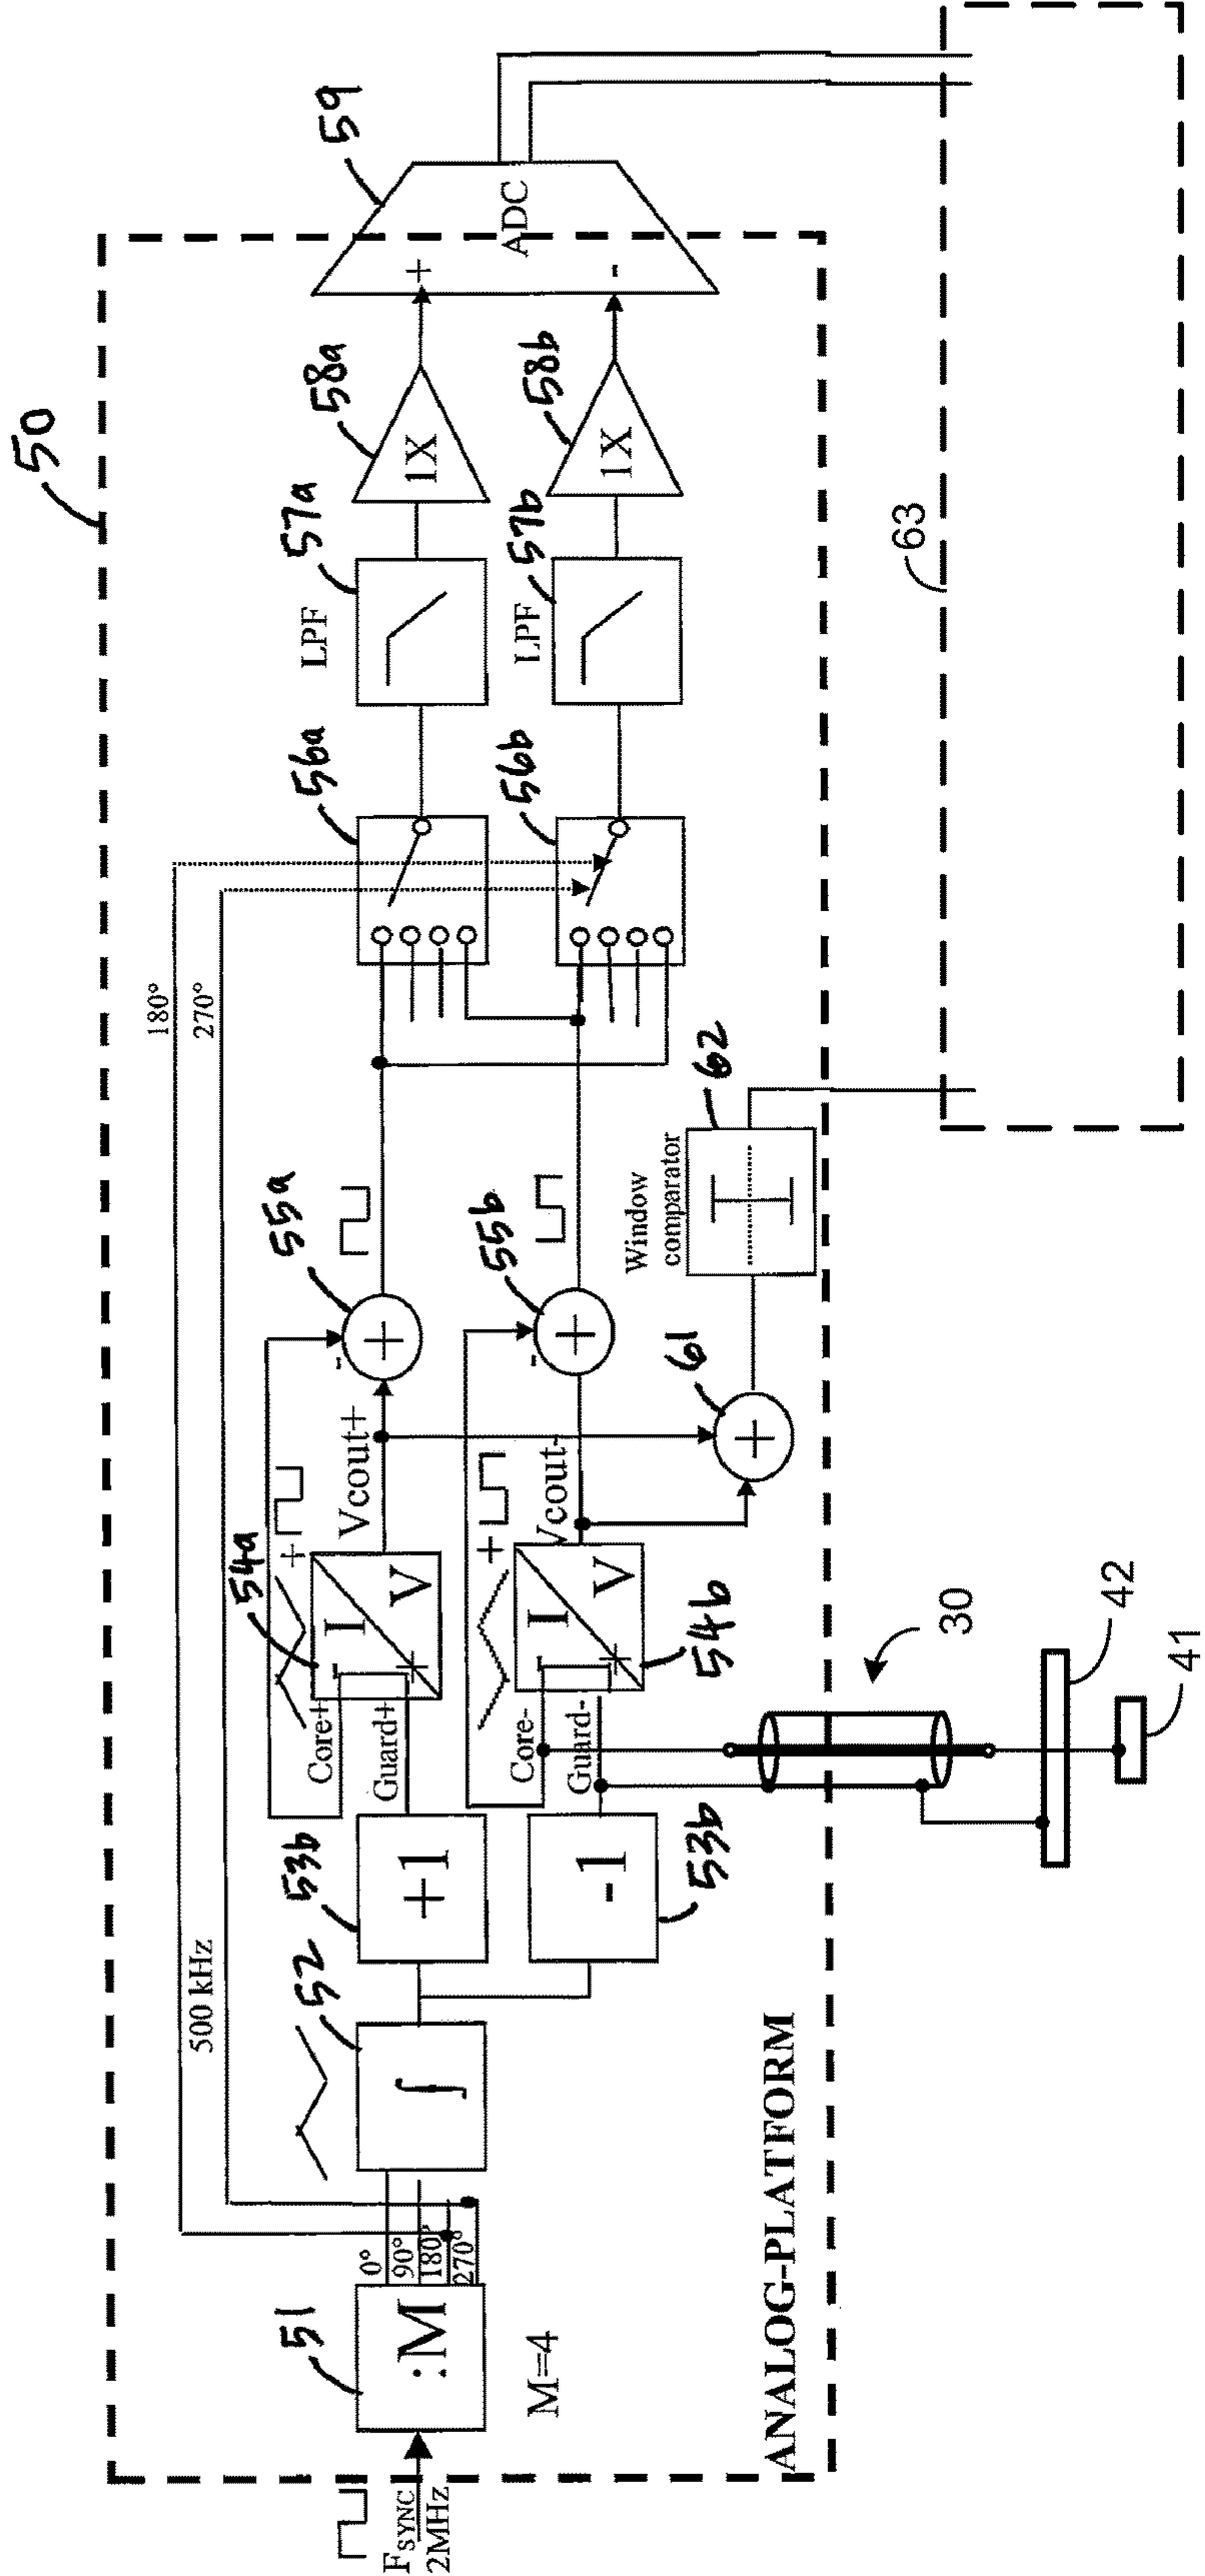 50
180°
270°
500 kHz
FSYNC
2MHz
51
:M
M=4
0°
90°
180°
270°
52
∫
53b
+1
-1
53b
Core+
Guard+
Core-
Guard-
54a
-
I
V
+
+
54b
-
I
V
+
+
Vcout+
Vcout-
55a
-
+
55b
-
+
61
+
Window
comparator
62
56a
56b
LPF
57a
LPF
57b
58a
1X
58b
1X
59
+
-
ADC
63
30
42
41
ANALOG-PLATFORM